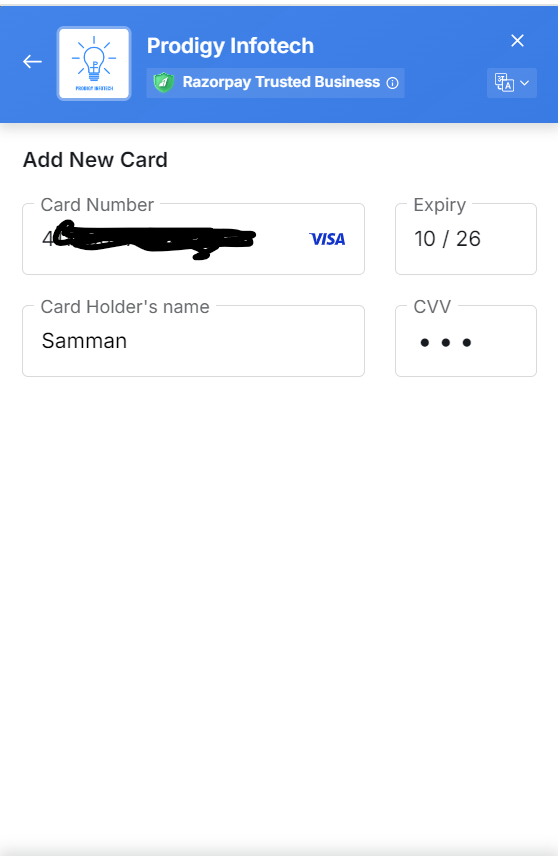 Prodigy Infotech
PRODIGY INFOTECH
Razorpay Trusted Business
Add New Card
Card Number
Expiry
4
VISA
10 / 26
Card Holder's name
CVV
Samman